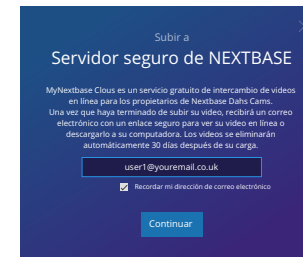 Subir a
Servidor seguro de NEXTBASE
MyNextbase Clous es un servicio gratuito de intercambio de videos
en línea para los propietarios de Nextbase Dahs Cams.
Una vez que haya terminado de subir su video, recibirá un correo
electrónico con un enlace seguro para ver su video en línea o
descargarlo a su computadora. Los videos se eliminarán
automáticamente 30 días después de su carga.
user1@youremail.co.uk
Recordar mi dirección de correo electrónico
Continuar